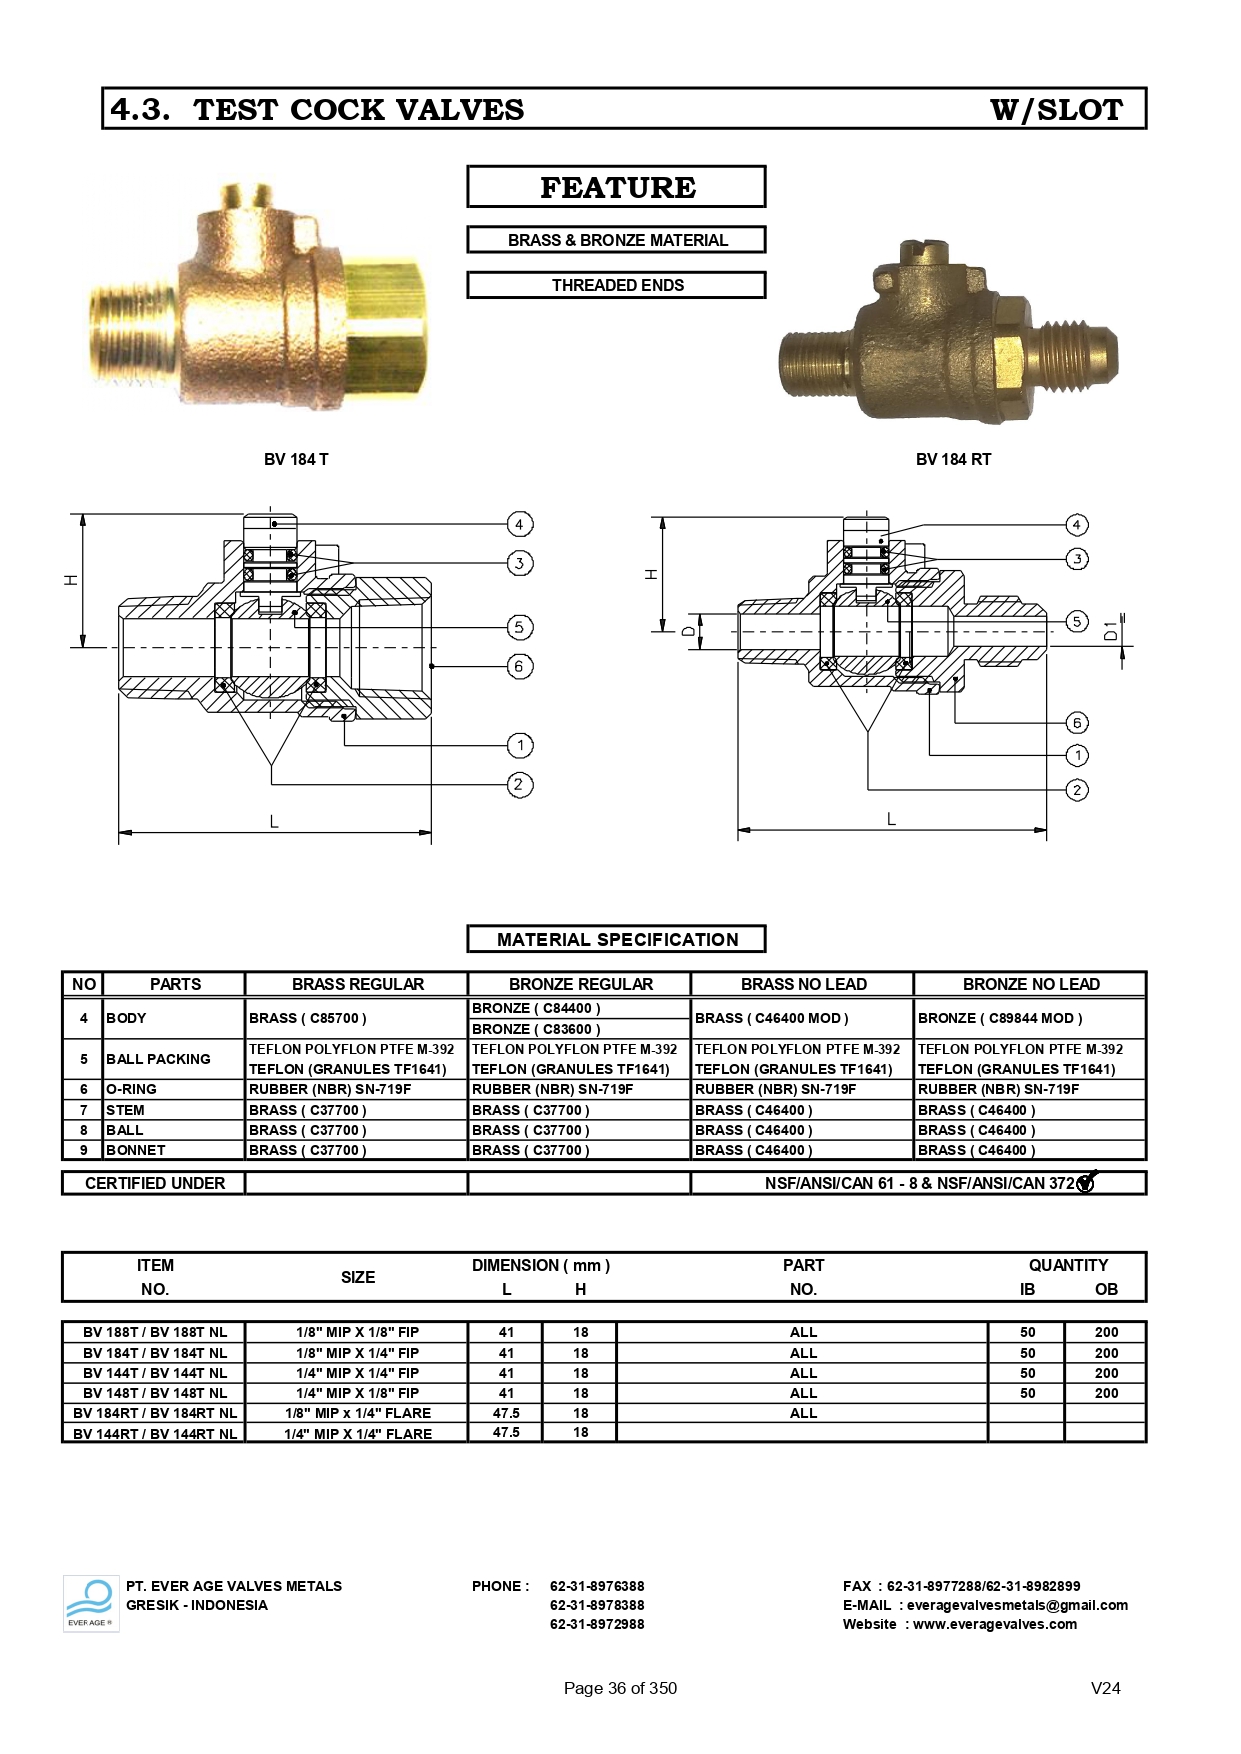 4.3. TEST COCK VALVES W/SLOT
FEATURE
BRASS & BRONZE MATERIAL
THREADED ENDS
BV 184 T
BV 184 RT
H
4
3
5
6
1
2
L
H
D
D1
4
3
5
6
1
2
L
MATERIAL SPECIFICATION
NO PARTS BRASS REGULAR BRONZE REGULAR BRASS NO LEAD BRONZE NO LEAD
4 BODY BRASS ( C85700 ) BRONZE ( C84400 ) BRASS ( C46400 MOD ) BRONZE ( C89844 MOD )
BRONZE ( C83600 )
5 BALL PACKING TEFLON POLYFLON PTFE M-392 TEFLON POLYFLON PTFE M-392 TEFLON POLYFLON PTFE M-392 TEFLON POLYFLON PTFE M-392
TEFLON (GRANULES TF1641) TEFLON (GRANULES TF1641) TEFLON (GRANULES TF1641) TEFLON (GRANULES TF1641)
6 O-RING RUBBER (NBR) SN-719F RUBBER (NBR) SN-719F RUBBER (NBR) SN-719F RUBBER (NBR) SN-719F
7 STEM BRASS ( C37700 ) BRASS ( C37700 ) BRASS ( C46400 ) BRASS ( C46400 )
8 BALL BRASS ( C37700 ) BRASS ( C37700 ) BRASS ( C46400 ) BRASS ( C46400 )
9 BONNET BRASS ( C37700 ) BRASS ( C37700 ) BRASS ( C46400 ) BRASS ( C46400 )
CERTIFIED UNDER NSF/ANSI/CAN 61 - 8 & NSF/ANSI/CAN 372
ITEM SIZE DIMENSION ( mm ) PART QUANTITY
NO. L H NO. IB OB
BV 188T / BV 188T NL 1/8" MIP X 1/8" FIP 41 18 ALL 50 200
BV 184T / BV 184T NL 1/8" MIP X 1/4" FIP 41 18 ALL 50 200
BV 144T / BV 144T NL 1/4" MIP X 1/4" FIP 41 18 ALL 50 200
BV 148T / BV 148T NL 1/4" MIP X 1/8" FIP 41 18 ALL 50 200
BV 184RT / BV 184RT NL 1/8" MIP x 1/4" FLARE 47.5 18 ALL
BV 144RT / BV 144RT NL 1/4" MIP X 1/4" FLARE 47.5 18
EVER AGE ®
PT. EVER AGE VALVES METALS PHONE : 62-31-8976388 FAX : 62-31-8977288/62-31-8982899
GRESIK - INDONESIA 62-31-8978388 E-MAIL : everagevalvesmetals@gmail.com
62-31-8972988 Website : www.everagevalves.com
Page 36 of 350 V24